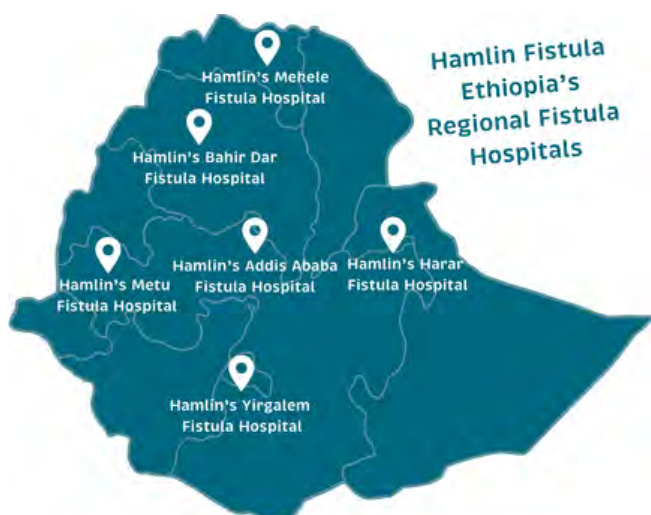 Hamlin Fistula
Ethiopia's
Regional Fistula
Hospitals
Hamlin's Mekele
Fistula Hospital
Hamlin's Bahir Dar
Fistula Hospital
Hamlin's Metu
Fistula Hospital
Hamlin's Addis Ababa
Fistula Hospital
Hamlin's Harar
Fistula Hospital
Hamlin's Yirgalem
Fistula Hospital